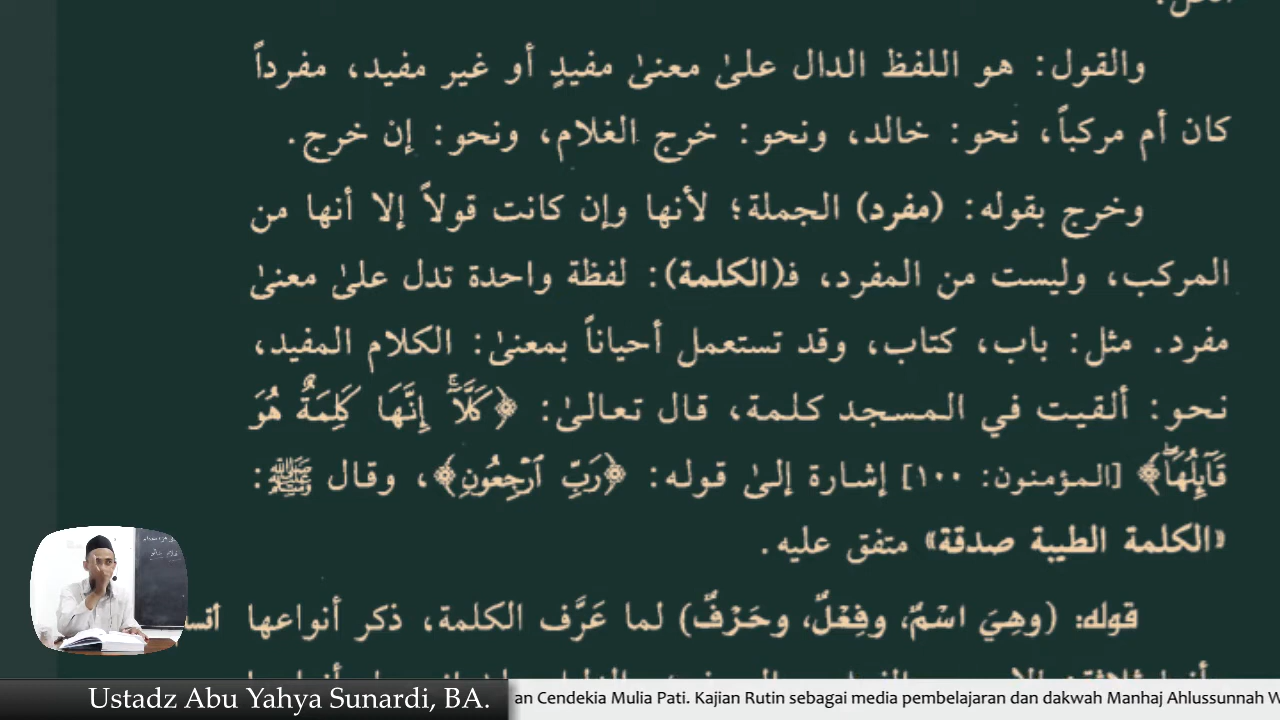 والقول: هو اللفظ الدال علىٰ معنىٰ مفيدٍ أو غير مفيد، مفرداً
كان أم مركباً، نحو: خالد، ونحو: خرج الغلام، ونحو: إن خرج.
وخرج بقوله: (مفرد) الجملة؛ لأنها وإن كانت قولاً إلا أنها من
المركب، وليست من المفرد، فـ(الكلمة): لفظة واحدة تدل علىٰ معنىٰ
مفرد. مثل: باب، كتاب، وقد تستعمل أحياناً بمعنىٰ: الكلام المفيد،
نحو: ألقيت في المسجد كلمة، قال تعالىٰ: ﴿كَلَّآۚ إِنَّهَا كَلِمَةٌ هُوَ
قَآئِلُهَاۖ﴾ [المؤمنون: ١٠٠] إشارة إلىٰ قوله: ﴿رَبِّ ٱرْجِعُونِ﴾، وقال ﷺ:
«الكلمة الطيبة صدقة» متفق عليه.
قوله: (وهِيَ اسْمٌ، وفِعْلٌ، وحَرْفٌ) لما عَرَّف الكلمة، ذكر أنواعها
Ustadz Abu Yahya Sunardi, BA.
an Cendekia Mulia Pati. Kajian Rutin sebagai media pembelajaran dan dakwah Manhaj Ahlussunnah W